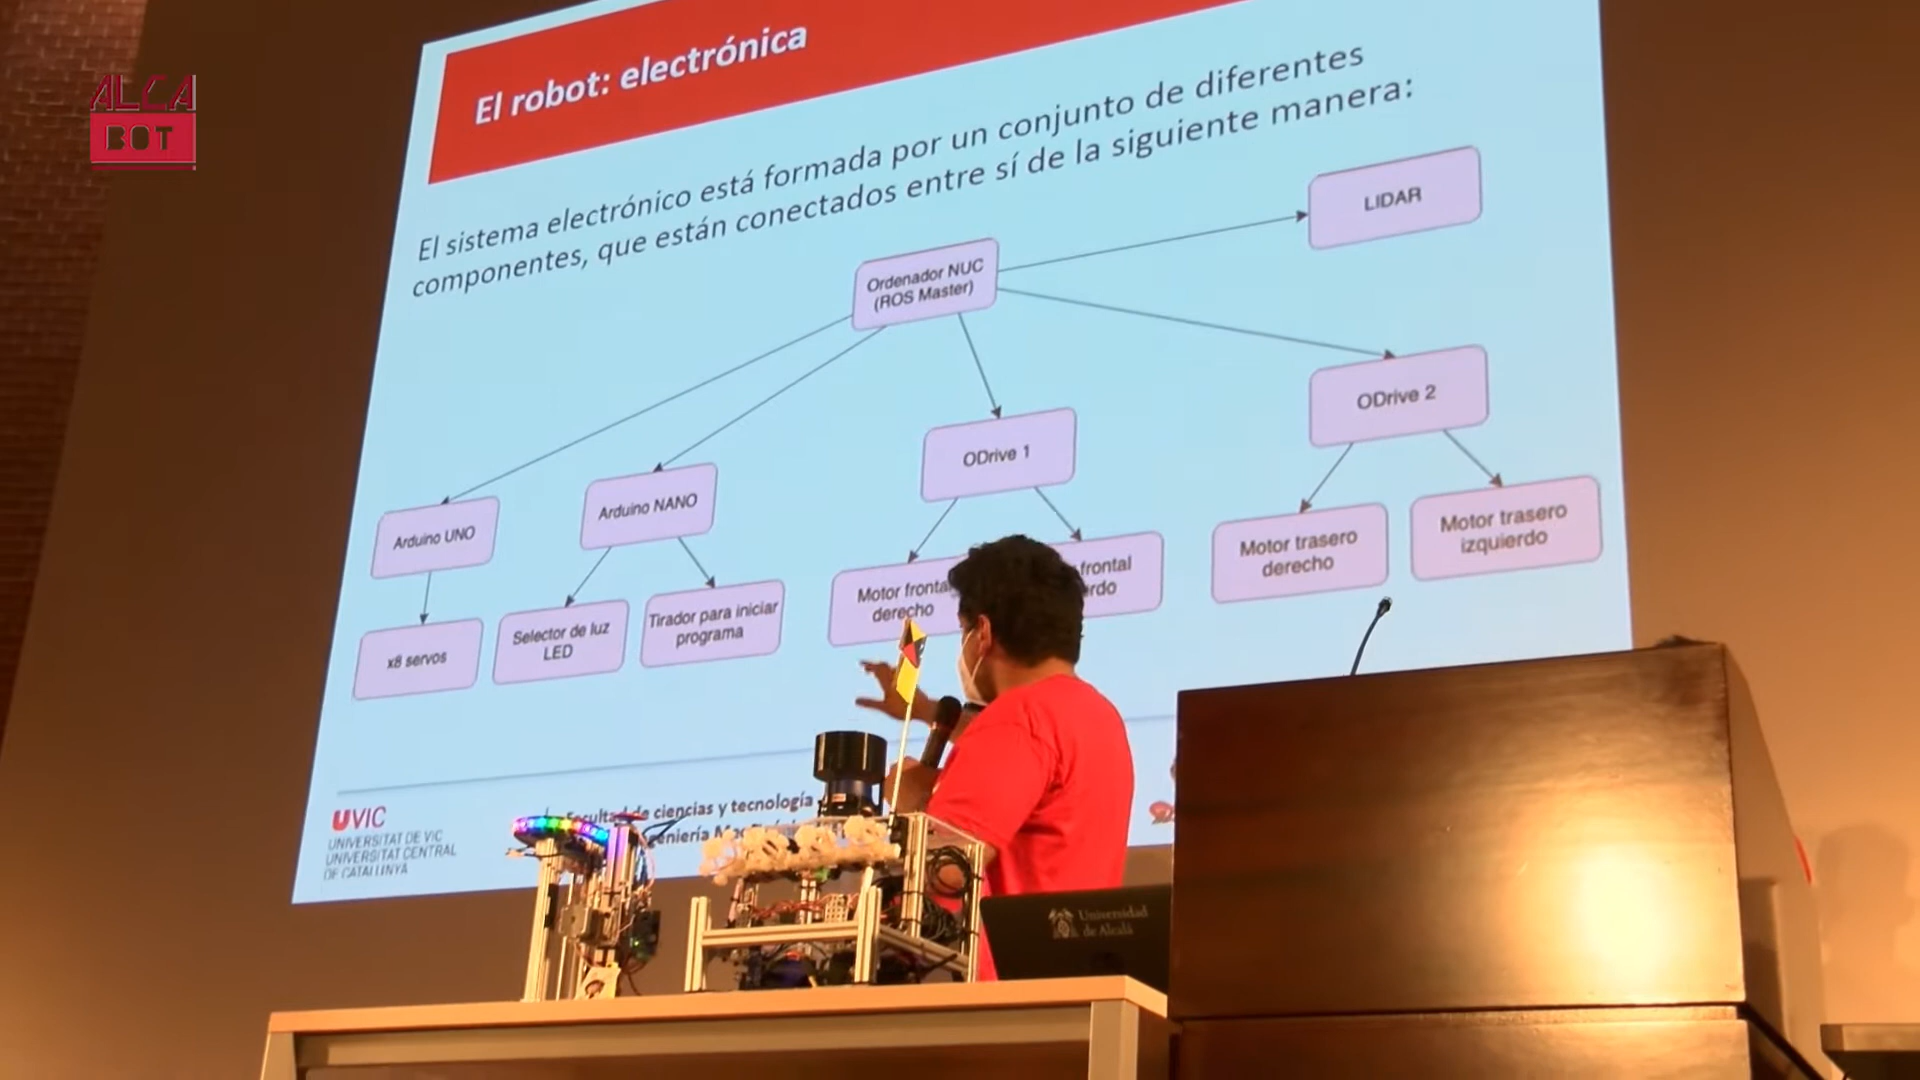 ALCA
BOT
El robot: electrónica
El sistema electrónico está formada por un conjunto de diferentes
componentes, que están conectados entre sí de la siguiente manera:
LIDAR
Ordenador NUC
(ROS Master)
ODrive 2
ODrive 1
Arduino NANO
Arduino UNO
Motor trasero
izquierdo
Motor trasero
derecho
frontal
Motor
derecho
Tirador para iniciar
programa
Selector de luz
LED
x8 servos
UVIC
UNIVERSITAT DE VIC
UNIVERSITAT CENTRAL
DE CATALUNYA
de ciencias y tecnología
Universidad
de Alcalá